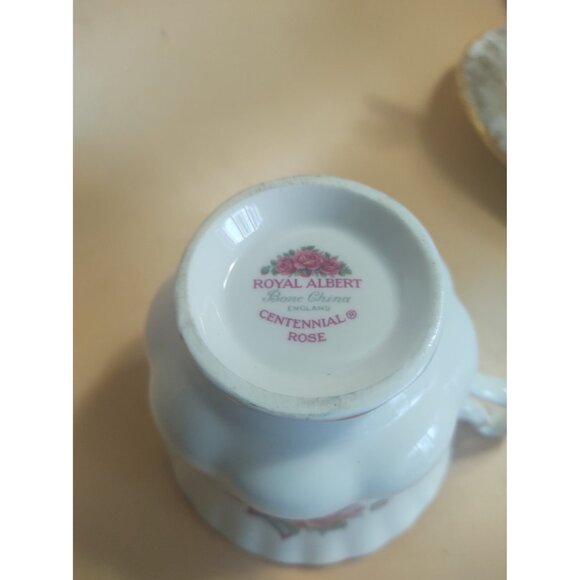 ROYAL ALBERT
Bone China
ENGLAND
CENTENNIAL®
ROSE